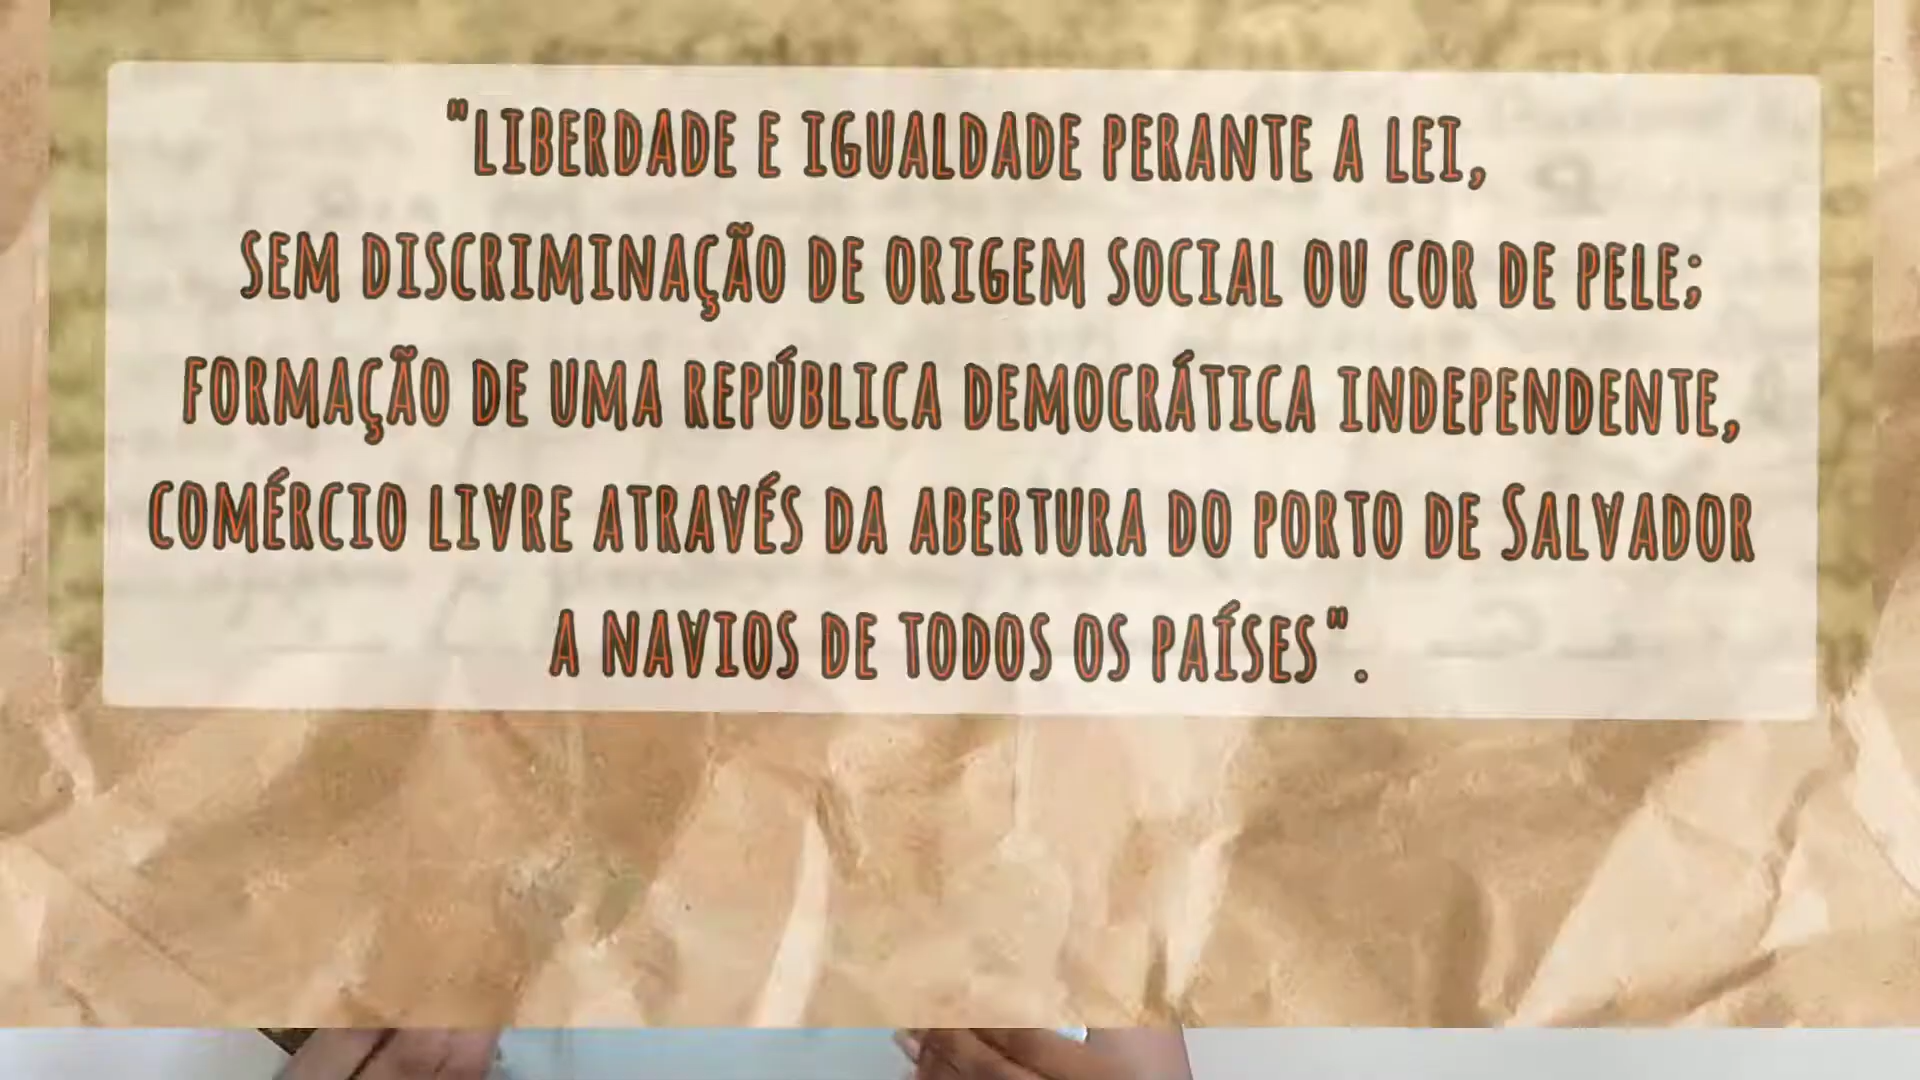 "LIBERDADE E IGUALDADE PERANTE A LEI,
SEM DISCRIMINAÇÃO DE ORIGEM SOCIAL OU COR DE PELE;
FORMAÇÃO DE UMA REPÚBLICA DEMOCRÁTICA INDEPENDENTE,
COMÉRCIO LIVRE ATRAVÉS DA ABERTURA DO PORTO DE SALVADOR
A NAVIOS DE TODOS OS PAÍSES".